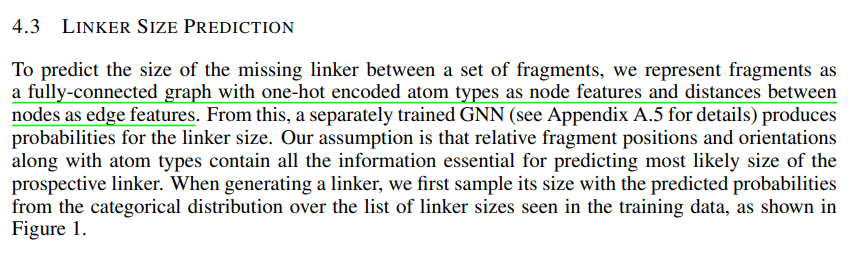 4.3 LINKER SIZE PREDICTION
To predict the size of the missing linker between a set of fragments, we represent fragments as
a fully-connected graph with one-hot encoded atom types as node features and distances between
nodes as edge features. From this, a separately trained GNN (see Appendix A.5 for details) produces
probabilities for the linker size. Our assumption is that relative fragment positions and orientations
along with atom types contain all the information essential for predicting most likely size of the
prospective linker. When generating a linker, we first sample its size with the predicted probabilities
from the categorical distribution over the list of linker sizes seen in the training data, as shown in
Figure 1.